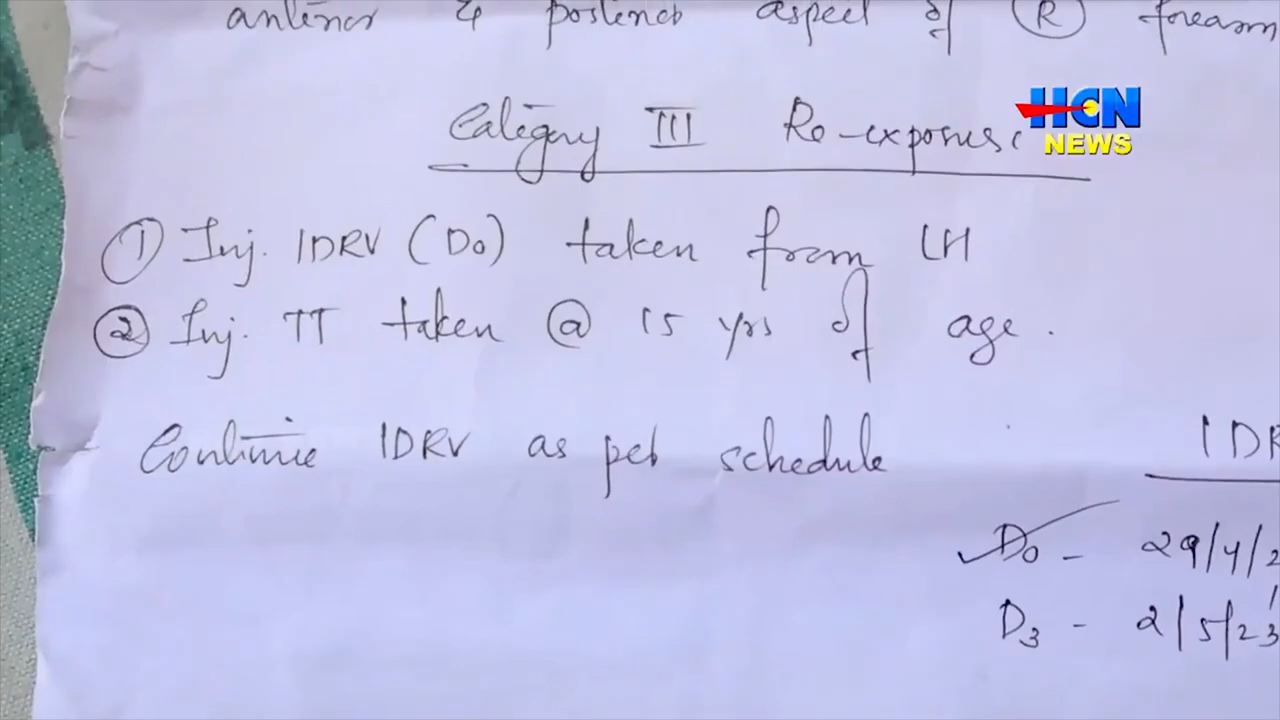 anterior & posterior aspect of Ⓡ forearm
Category III Re-exposure
HCN
NEWS
① Inj. IDRV (D0) taken from LH
② Inj. TT taken @ 15 yrs of age.
Continue IDRV as per schedule
IDR
D0 - 29/4/2
D3 - 2/5/23